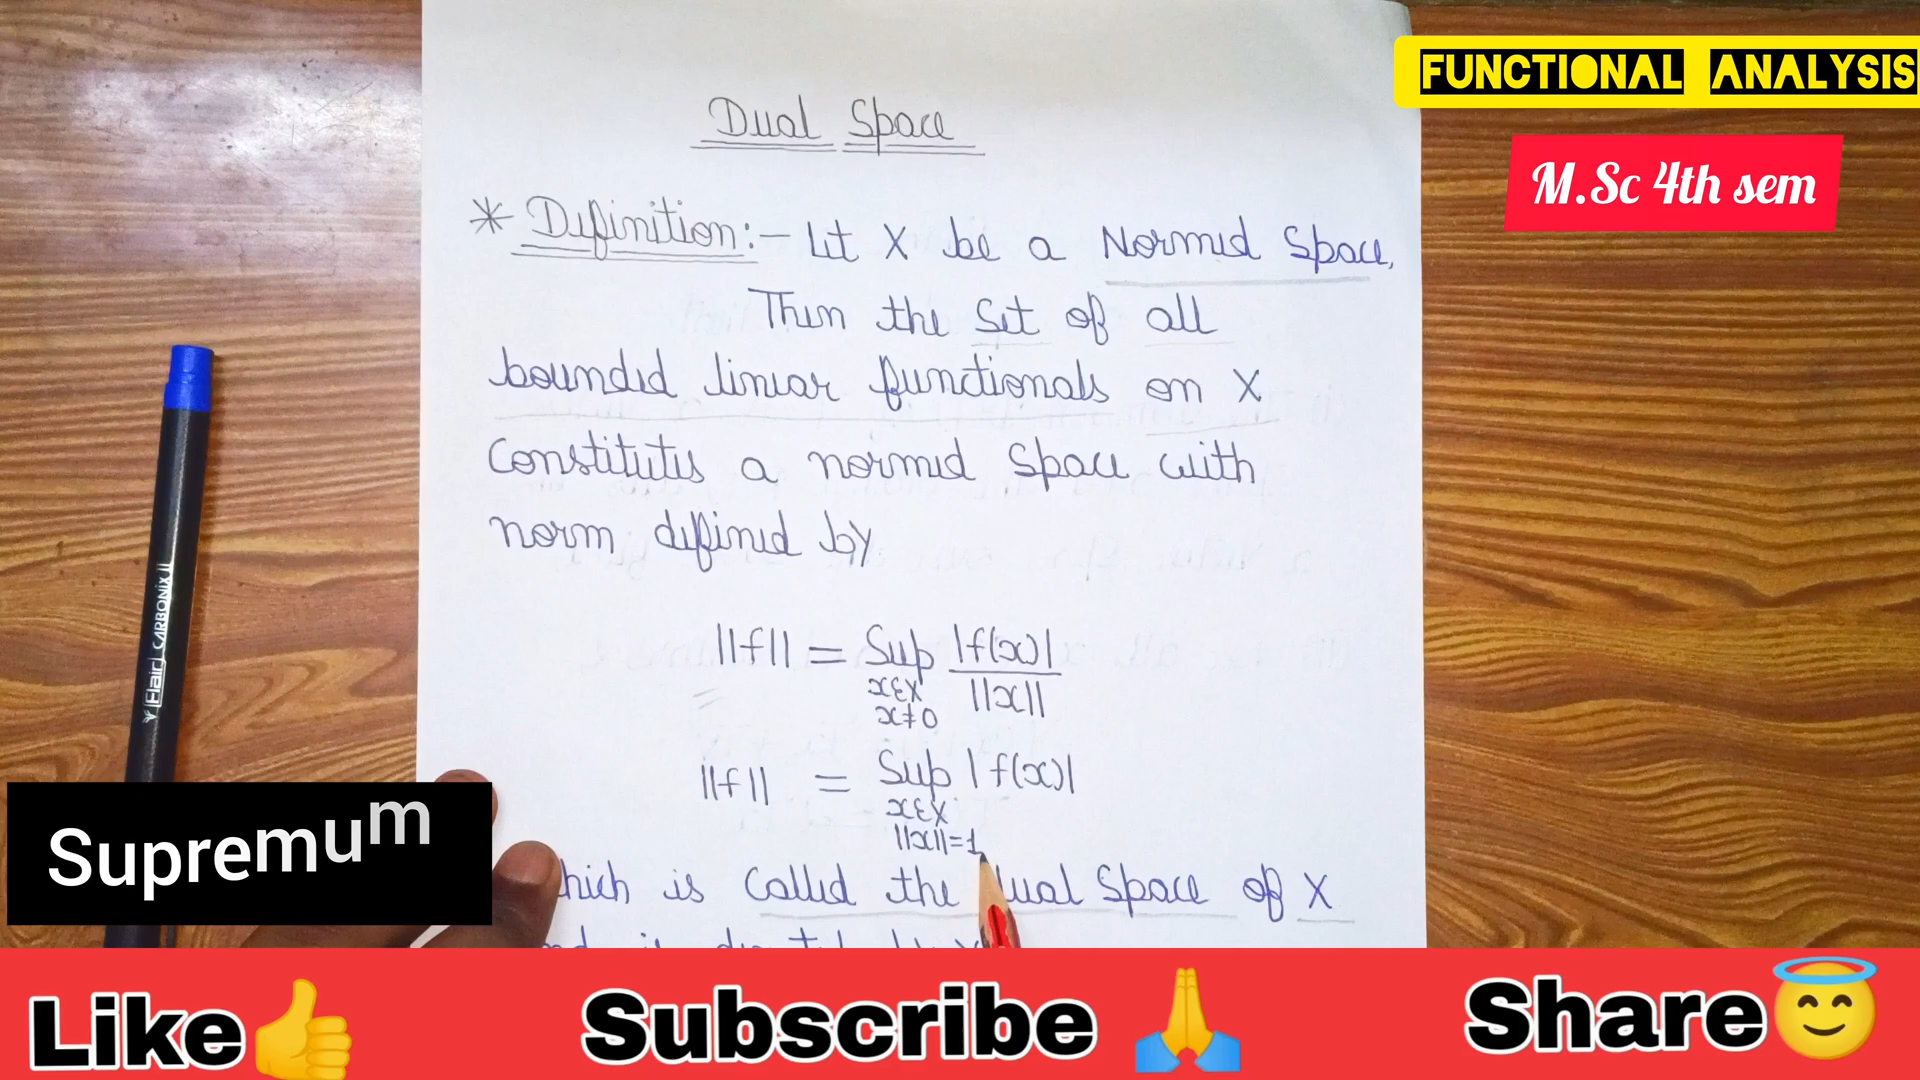 FUNCTIONAL ANALYSIS
M.Sc 4th sem
Dual Space
* Definition:- Let X be a Normed Space,
Then the set of all
bounded linear functionals on X
Constitutes a normed space with
norm defined by
||f|| = Sup |f(x)| / ||x||
x∈X
x≠0
||f|| = Sup |f(x)|
x∈X
||x||=1
which is called the dual space of X
Flair CARBONIX
Supremum
Like👍 Subscribe🙏 Share😇